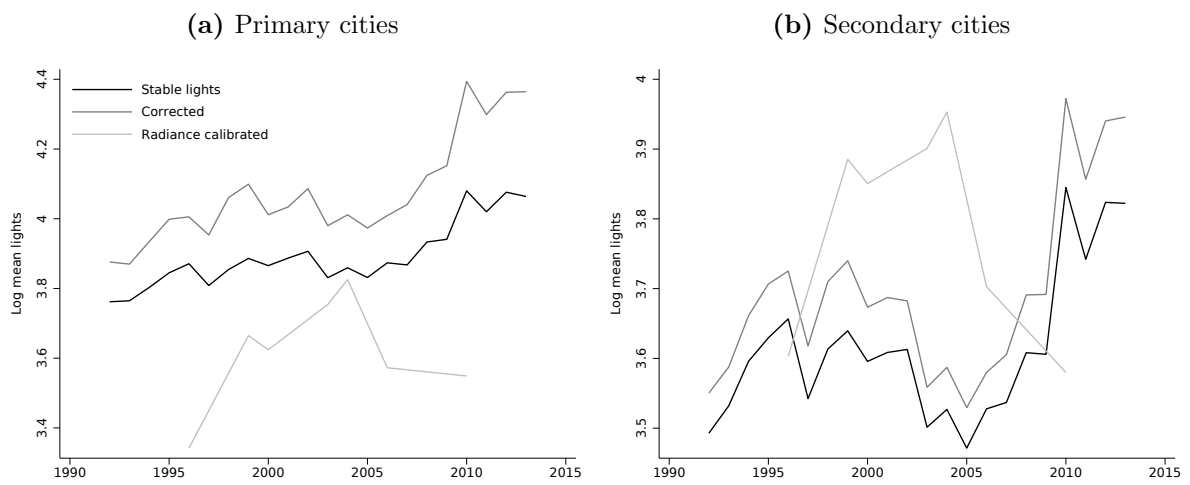 (a) Primary cities
Log mean lights
4.4
4.2
4
3.8
3.6
3.4
Stable lights
Corrected
Radiance calibrated
1990 1995 2000 2005 2010 2015
(b) Secondary cities
Log mean lights
4
3.9
3.8
3.7
3.6
3.5
1990 1995 2000 2005 2010 2015